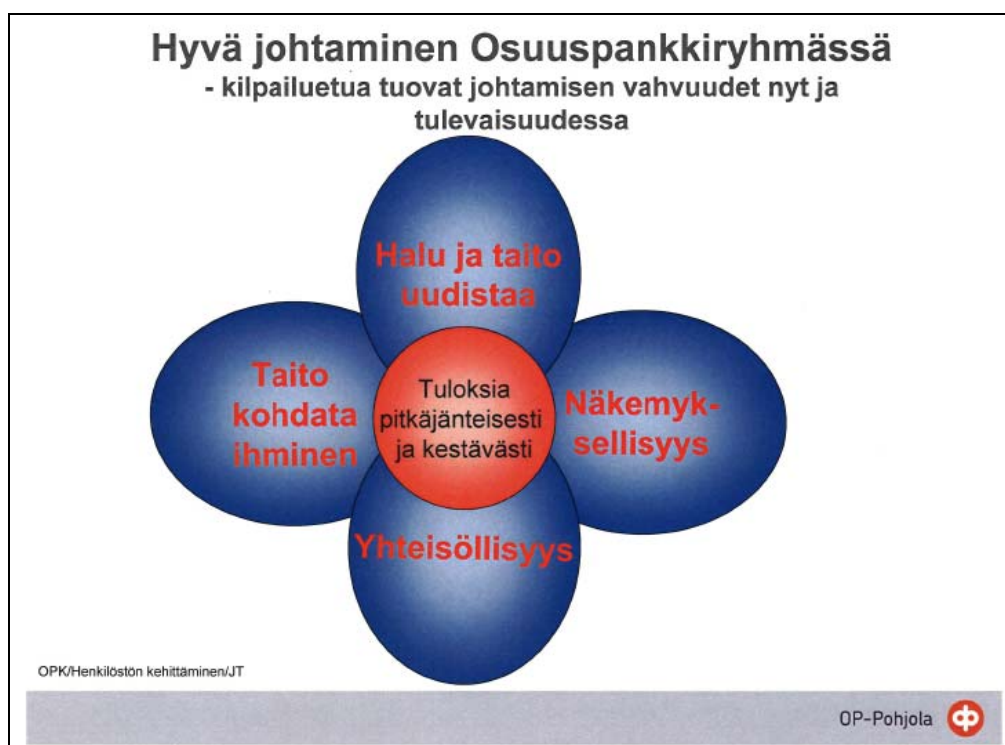 Hyvä johtaminen Osuuspankkiryhmässä
- kilpailuetua tuovat johtamisen vahvuudet nyt ja
tulevaisuudessa
Halu ja taito
uudistaa
Taito
kohdata
ihminen
Tuloksia
pitkäjänteisesti
ja kestävästi
Näkemyk-
sellisyys
Yhteisöllisyys
OPK/Henkilöstön kehittäminen/JT
OP-Pohjola